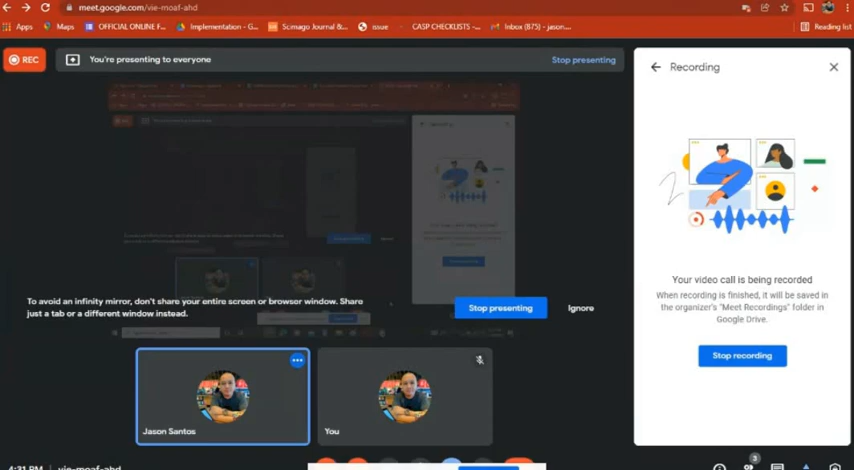 meet.google.com/vie-moaf-ahd
Apps
Maps
OFFICIAL ONLINE F...
Implementation - G...
Scimago Journal &...
issue
CASP CHECKLISTS -...
Inbox (875) - jason....
Reading list
REC
You're presenting to everyone
Stop presenting
Recording
To avoid an infinity mirror, don't share your entire screen or browser window. Share
just a tab or a different window instead.
Stop presenting
Ignore
Your video call is being recorded
When recording is finished, it will be saved in
the organizer's "Meet Recordings" folder in
Google Drive.
Stop recording
Jason Santos
You
4:31 PM
vie-moaf-ahd
3